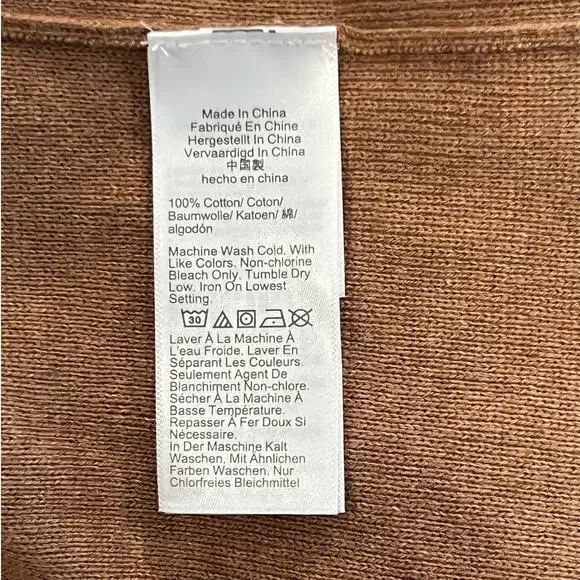 Made In China
Fabriqué En Chine
Hergestellt In China
Vervaardigd In China
中国製
hecho en china
100% Cotton/ Coton/
Baumwolle/ Katoen/ 綿/
algodón
Machine Wash Cold. With
Like Colors. Non-chlorine
Bleach Only. Tumble Dry
Low. Iron On Lowest
Setting.
30
Laver À La Machine À
L'eau Froide. Laver En
Séparant Les Couleurs.
Seulement Agent De
Blanchiment Non-chlore.
Sécher À La Machine À
Basse Température.
Repasser À Fer Doux Si
Nécessaire.
In Der Maschine Kalt
Waschen. Mit Ähnlichen
Farben Waschen. Nur
Chlorfreies Bleichmittel